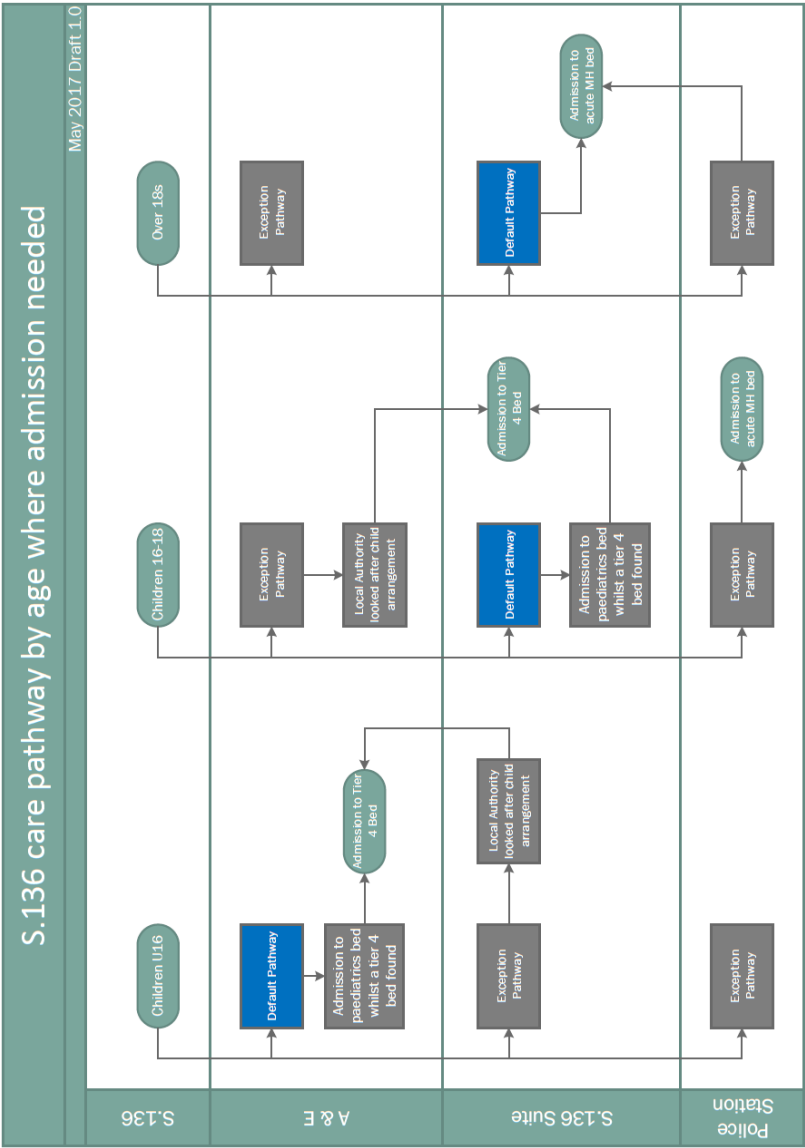 S.136 care pathway by age where admission needed
May 2017 Draft 1.0
S.136
Children U16
Children 16-18
Over 18s
A & E
Default Pathway
Admission to
paediatrics bed
whilst a tier 4
bed found
Admission to Tier
4 Bed
Exception
Pathway
Local Authority
looked after child
arrangement
Exception
Pathway
S.136 Suite
Exception
Pathway
Local Authority
looked after child
arrangement
Default Pathway
Admission to
paediatrics bed
whilst a tier 4
bed found
Admission to Tier
4 Bed
Default Pathway
Admission to
acute MH bed
Police
Station
Exception
Pathway
Exception
Pathway
Admission to
acute MH bed
Exception
Pathway